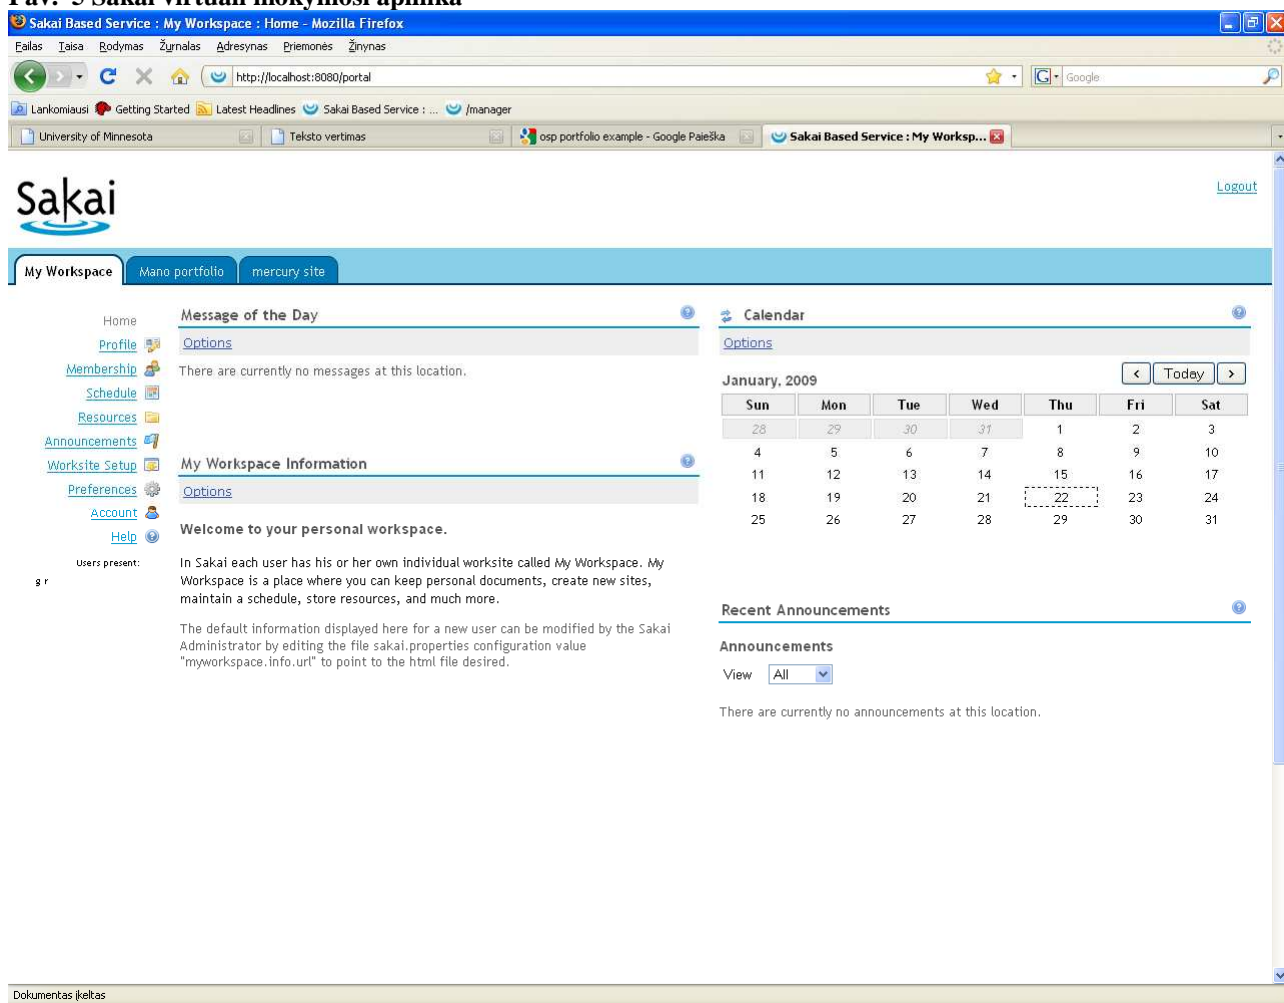 Pav. 5 Sakai virtuali mokymosi aplinka
Sakai Based Service : My Workspace : Home - Mozilla Firefox
Failas Taisa Rodymas Žurnalas Adresynas Priemonės Žinynas
http://localhost:8080/portal
G Google
Lankomiausi Getting Started Latest Headlines Sakai Based Service : ... /manager
University of Minnesota Teksto vertimas osp portfolio example - Google Paieška Sakai Based Service : My Worksp...
Sakai
Logout
My Workspace Mano portfolio mercury site
Home
Profile
Membership
Schedule
Resources
Announcements
Worksite Setup
Preferences
Account
Help
Users present:
g r
Message of the Day
Options
There are currently no messages at this location.
My Workspace Information
Options
Welcome to your personal workspace.
In Sakai each user has his or her own individual worksite called My Workspace. My
Workspace is a place where you can keep personal documents, create new sites,
maintain a schedule, store resources, and much more.
The default information displayed here for a new user can be modified by the Sakai
Administrator by editing the file sakai.properties configuration value
"myworkspace.info.url" to point to the html file desired.
Calendar
Options
January, 2009
< Today >
Sun Mon Tue Wed Thu Fri Sat
28 29 30 31 1 2 3
4 5 6 7 8 9 10
11 12 13 14 15 16 17
18 19 20 21 22 23 24
25 26 27 28 29 30 31
Recent Announcements
Announcements
View All
There are currently no announcements at this location.
Dokumentas įkeltas